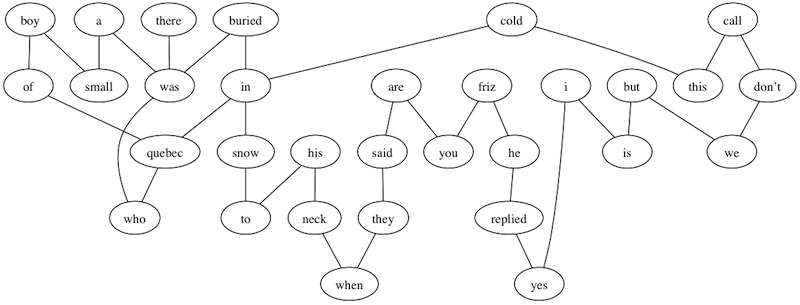 boy a there buried cold call
of small was in are friz i but this don't
quebec snow his said you he is we
who to neck they replied
when yes